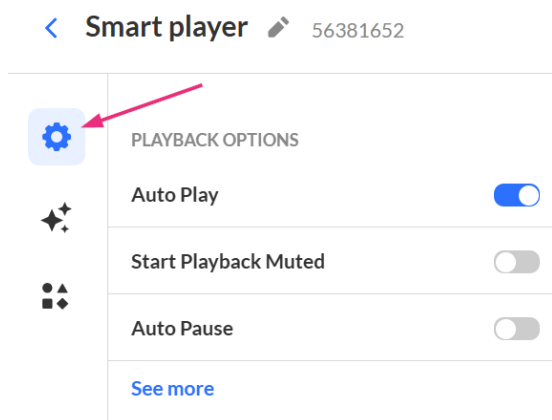 Smart player 56381652
PLAYBACK OPTIONS
Auto Play
Start Playback Muted
Auto Pause
See more